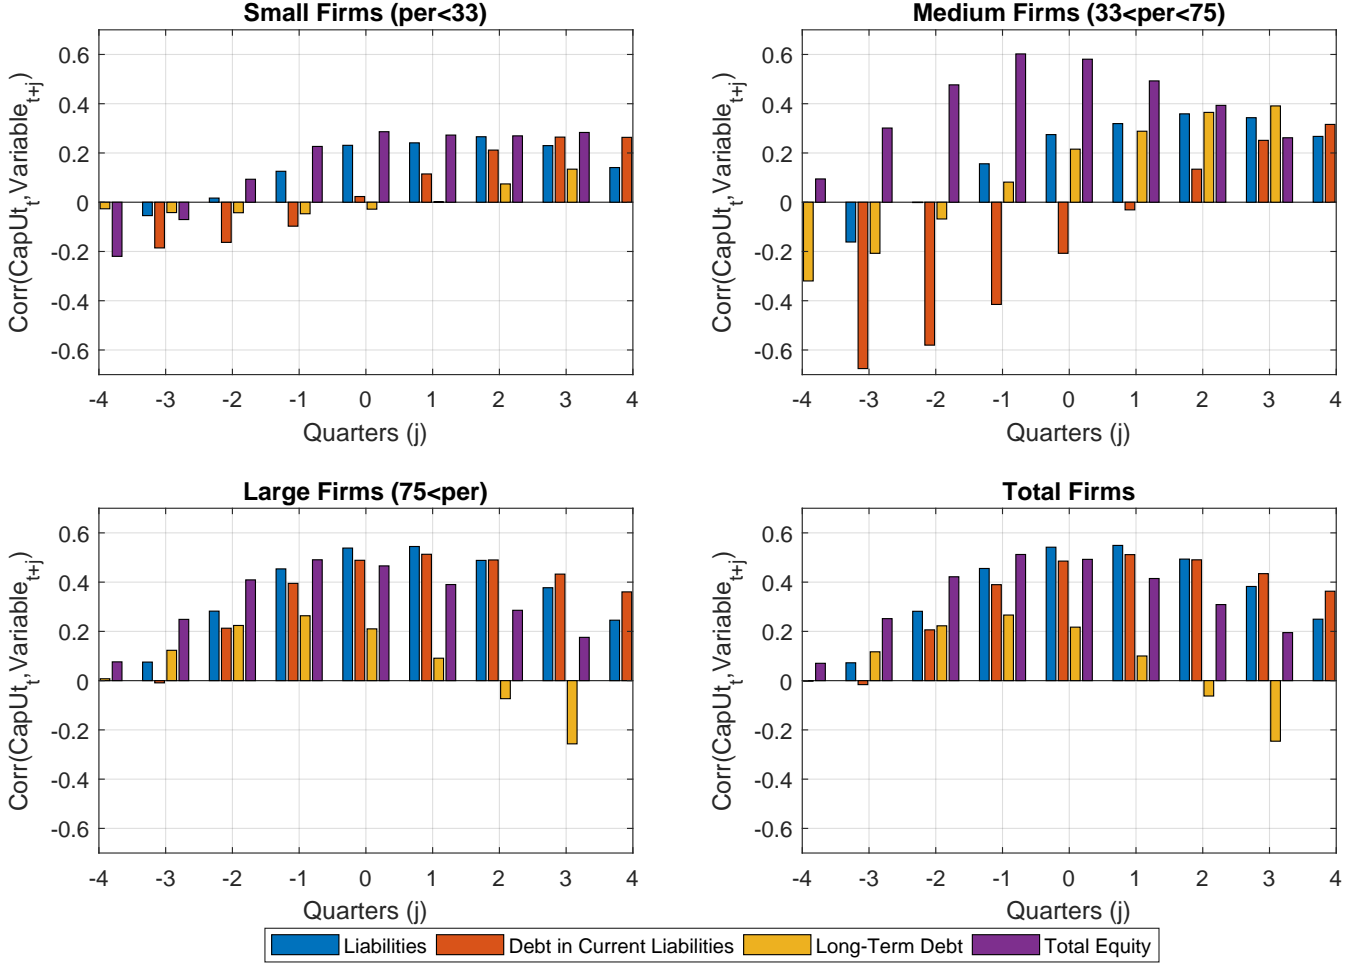 Small Firms (per<33)
Corr(CapUt_t,Variable_{t+j})
0.6
0.4
0.2
0
-0.2
-0.4
-0.6
-4 -3 -2 -1 0 1 2 3 4
Quarters (j)
Medium Firms (33<per<75)
Corr(CapUt_t,Variable_{t+j})
0.6
0.4
0.2
0
-0.2
-0.4
-0.6
-4 -3 -2 -1 0 1 2 3 4
Quarters (j)
Large Firms (75<per)
Corr(CapUt_t,Variable_{t+j})
0.6
0.4
0.2
0
-0.2
-0.4
-0.6
-4 -3 -2 -1 0 1 2 3 4
Quarters (j)
Total Firms
Corr(CapUt_t,Variable_{t+j})
0.6
0.4
0.2
0
-0.2
-0.4
-0.6
-4 -3 -2 -1 0 1 2 3 4
Quarters (j)
Liabilities Debt in Current Liabilities Long-Term Debt Total Equity